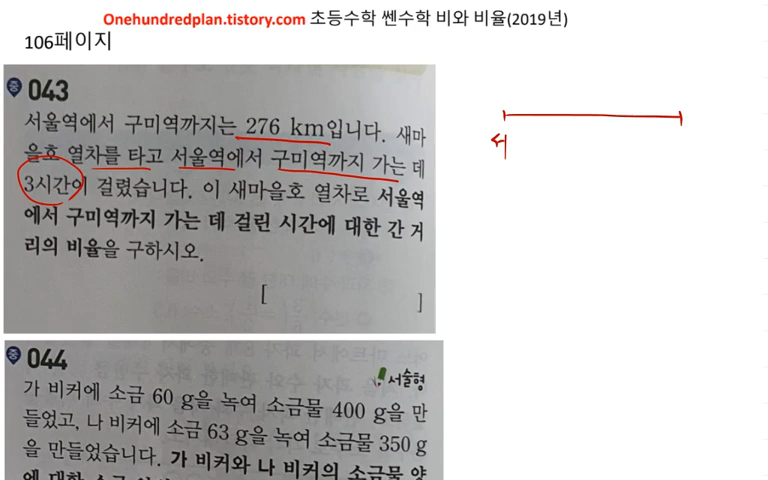 Onehundredplan.tistory.com 초등수학 쎈수학 비와 비율(2019년)
106페이지
중 043
서울역에서 구미역까지는 276 km입니다. 새마
을호 열차를 타고 서울역에서 구미역까지 가는 데
3시간이 걸렸습니다. 이 새마을호 열차로 서울역
에서 구미역까지 가는 데 걸린 시간에 대한 간 거
리의 비율을 구하시오.
[ ]
서
중 044
서술형
가 비커에 소금 60 g을 녹여 소금물 400 g을 만
들었고, 나 비커에 소금 63 g을 녹여 소금물 350 g
을 만들었습니다. 가 비커와 나 비커의 소금물 양